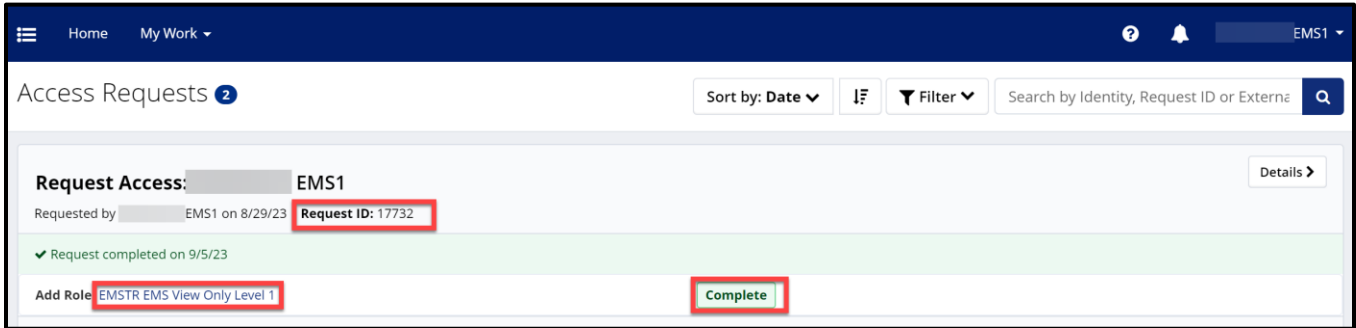 Home My Work
EMS1
Access Requests 2
Sort by: Date
Filter
Search by Identity, Request ID or Externa
Request Access: EMS1
Details
Requested by EMS1 on 8/29/23 Request ID: 17732
Request completed on 9/5/23
Add Role EMSTR EMS View Only Level 1 Complete